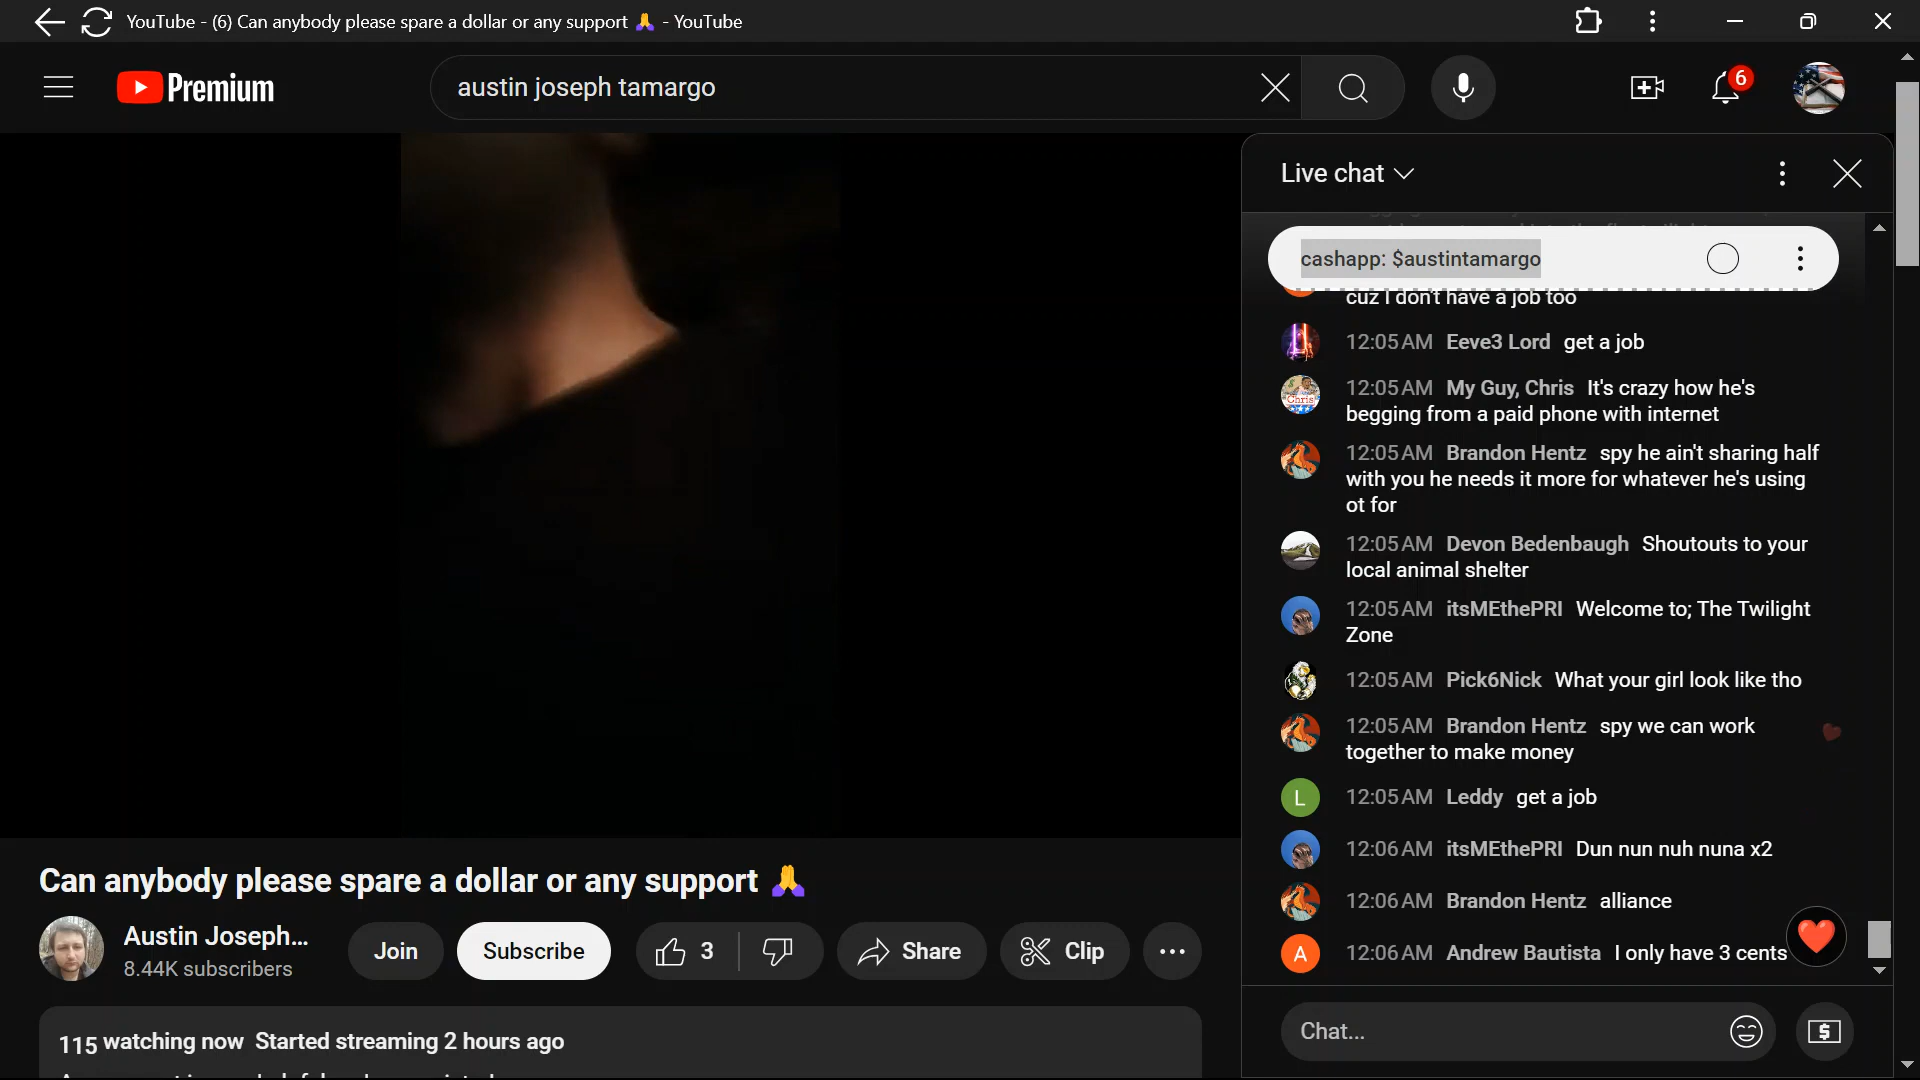 YouTube - (6) Can anybody please spare a dollar or any support 🙏 - YouTube
Premium
austin joseph tamargo
6
Live chat
cashapp: $austintamargo
cuz I don't have a job too
12:05 AM Eeve3 Lord get a job
12:05 AM My Guy, Chris It's crazy how he's
begging from a paid phone with internet
12:05 AM Brandon Hentz spy he ain't sharing half
with you he needs it more for whatever he's using
ot for
12:05 AM Devon Bedenbaugh Shoutouts to your
local animal shelter
12:05 AM itsMEthePRI Welcome to; The Twilight
Zone
12:05 AM Pick6Nick What your girl look like tho
12:05 AM Brandon Hentz spy we can work
together to make money
L
12:05 AM Leddy get a job
12:06 AM itsMEthePRI Dun nun nuh nuna x2
12:06 AM Brandon Hentz alliance
A
12:06 AM Andrew Bautista I only have 3 cents
Chat...
Can anybody please spare a dollar or any support 🙏
Austin Joseph...
8.44K subscribers
Join
Subscribe
3
Share
Clip
115 watching now Started streaming 2 hours ago